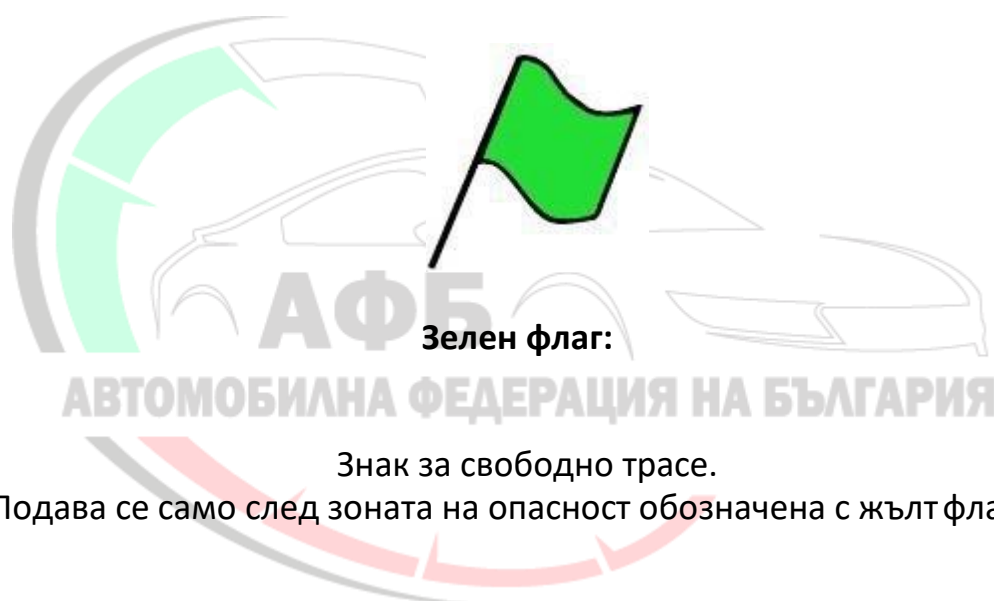 АФБ
Зелен флаг:
АВТОМОБИЛНА ФЕДЕРАЦИЯ НА БЪЛГАРИЯ
Знак за свободно трасе.
Подава се само след зоната на опасност обозначена с жълт